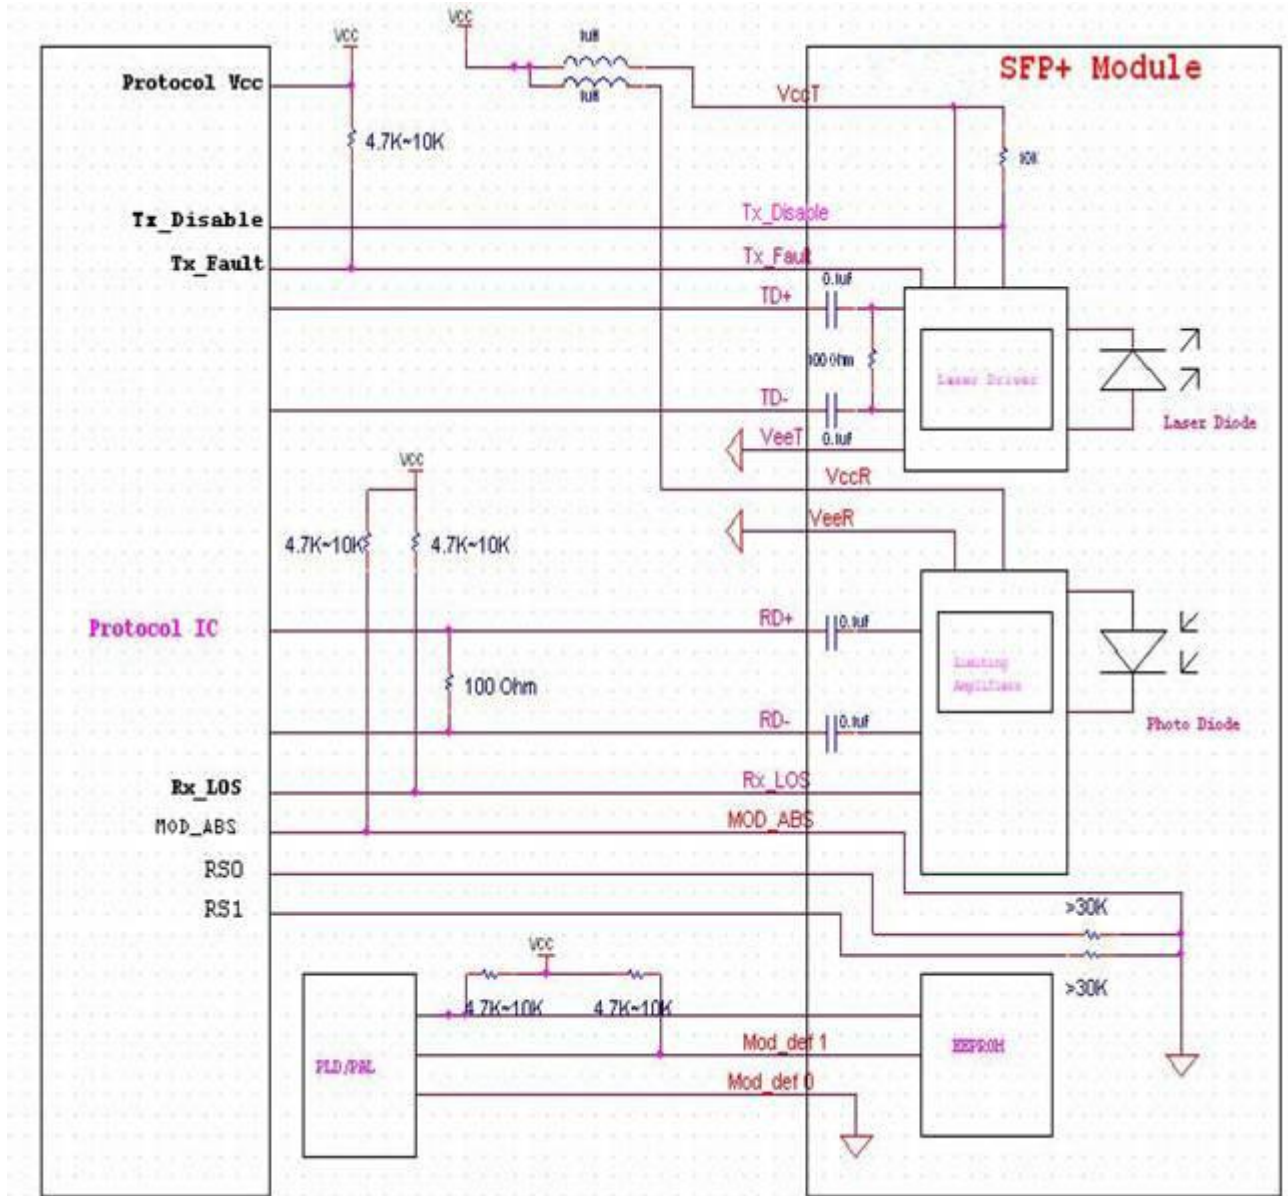 Vcc
Vcc
1uH
1uH
SFP+ Module
Protocol Vcc
VccT
4.7K~10K
10K
Tx_Disable
Tx_Disable
Tx_Fault
Tx_Fault
0.1uf
TD+
100 Ohm
Laser Driver
TD-
0.1uf
Laser Diode
VeeT
Vcc
VccR
VeeR
4.7K~10K
4.7K~10K
Protocol IC
RD+
0.1uf
Limiting
Amplifiers
100 Ohm
RD-
0.1uf
Photo Diode
Rx_LOS
Rx_LOS
MOD_ABS
MOD_ABS
RS0
RS1
>30K
Vcc
>30K
4.7K~10K
4.7K~10K
Mod_def 1
EEPROM
PLD/PAL
Mod_def 0